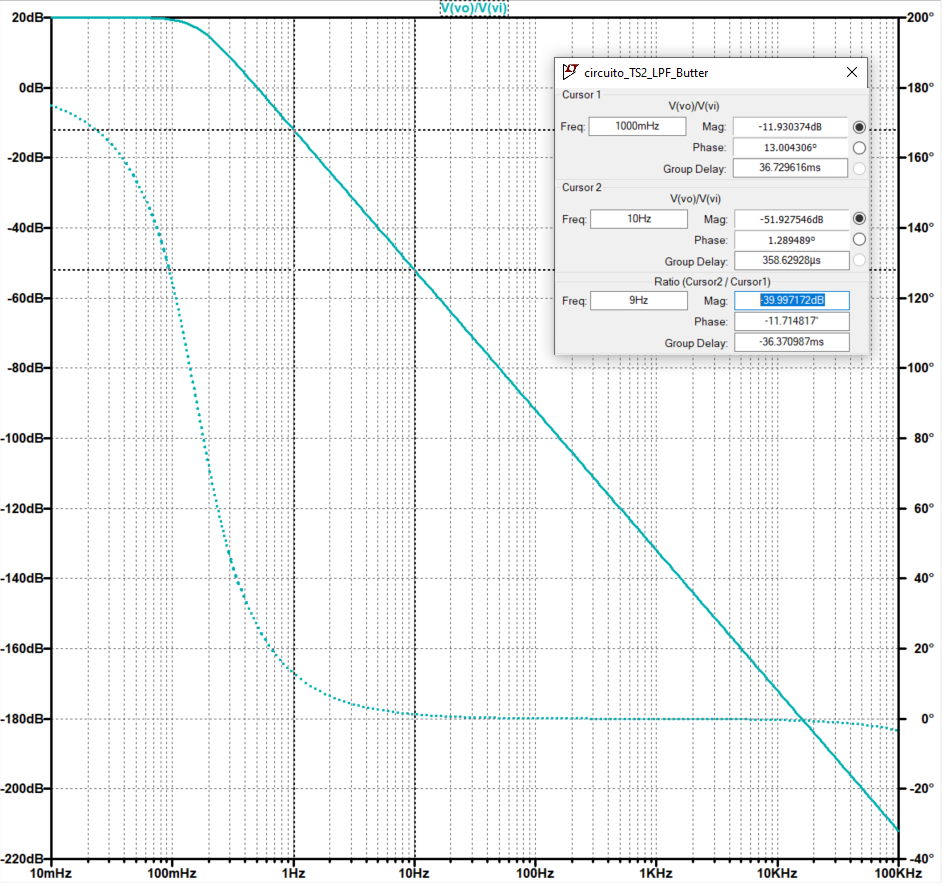 V(vo)/V(vi)
20dB
0dB
-20dB
-40dB
-60dB
-80dB
-100dB
-120dB
-140dB
-160dB
-180dB
-200dB
-220dB
200°
180°
160°
140°
120°
100°
80°
60°
40°
20°
0°
-20°
-40°
10mHz 100mHz 1Hz 10Hz 100Hz 1KHz 10KHz 100KHz
circuito_TS2_LPF_Butter
Cursor 1
V(vo)/V(vi)
Freq: 1000mHz Mag: -11.930374dB
Phase: 13.004306°
Group Delay: 36.729616ms
Cursor 2
V(vo)/V(vi)
Freq: 10Hz Mag: -51.927546dB
Phase: 1.289489°
Group Delay: 358.62928µs
Ratio (Cursor2 / Cursor1)
Freq: 9Hz Mag: -39.997172dB
Phase: -11.714817°
Group Delay: -36.370987ms